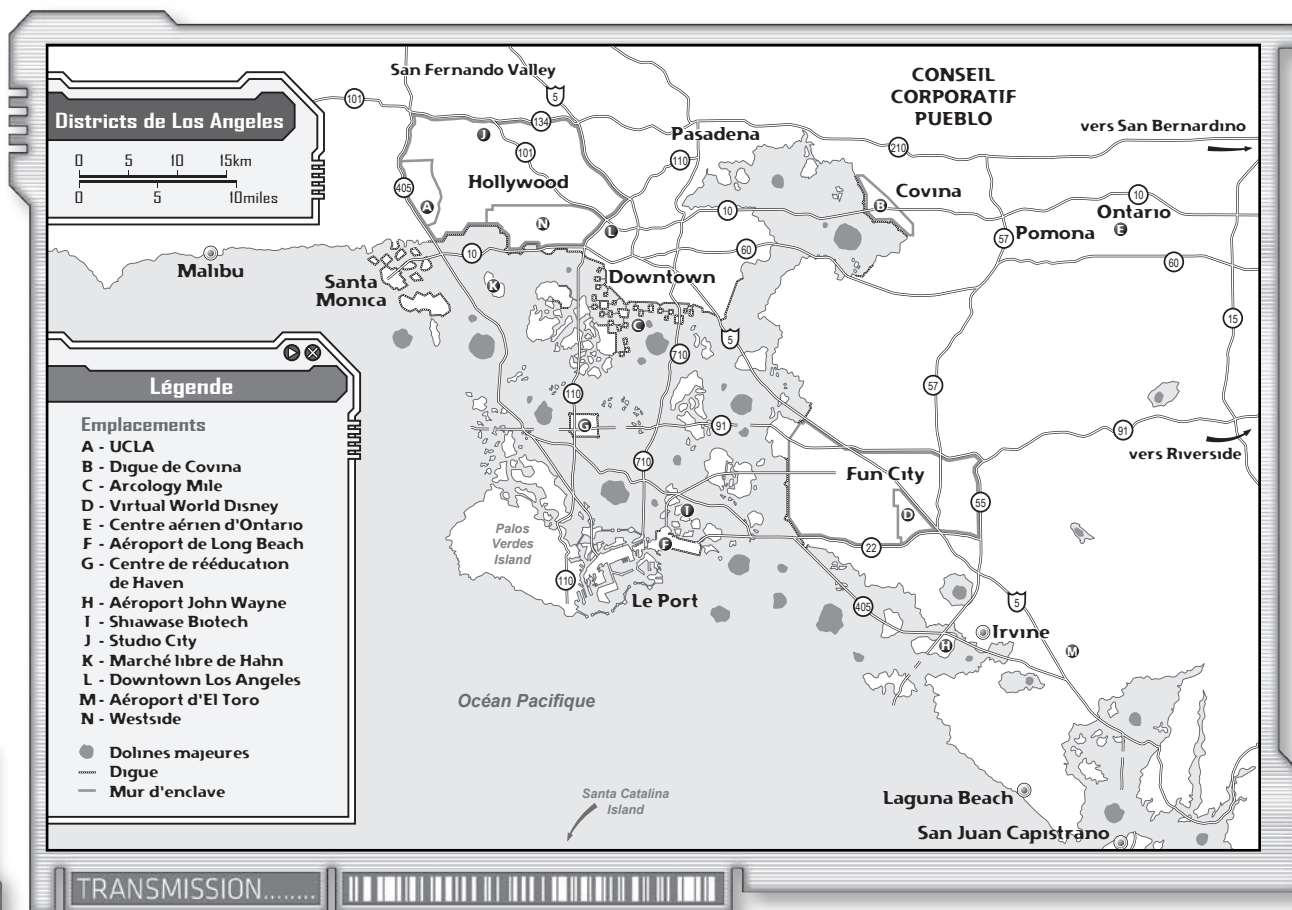 Districts de Los Angeles
0 5 10 15km
0 5 10miles
Légende
Emplacements
A - UCLA
B - Digue de Covina
C - Arcology Mile
D - Virtual World Disney
E - Centre aérien d'Ontario
F - Aéroport de Long Beach
G - Centre de rééducation
de Haven
H - Aéroport John Wayne
I - Shiawase Biotech
J - Studio City
K - Marché libre de Hahn
L - Downtown Los Angeles
M - Aéroport d'El Toro
N - Westside
Dolines majeures
Digue
Mur d'enclave
San Fernando Valley
CONSEIL
CORPORATIF
PUEBLO
101
5
134
J
101
Pasadena
110
210
vers San Bernardino
405
Hollywood
A
N
L
10
B
Covina
10
Ontario
E
Pomona
57
60
60
Malibu
10
Santa
Monica
K
Downtown
C
5
710
15
110
57
G
91
91
vers Riverside
710
Fun City
D
55
I
F
22
Palos
Verdes
Island
110
Le Port
405
5
Irvine
H
M
Océan Pacifique
Santa Catalina
Island
Laguna Beach
San Juan Capistrano
TRANSMISSION........